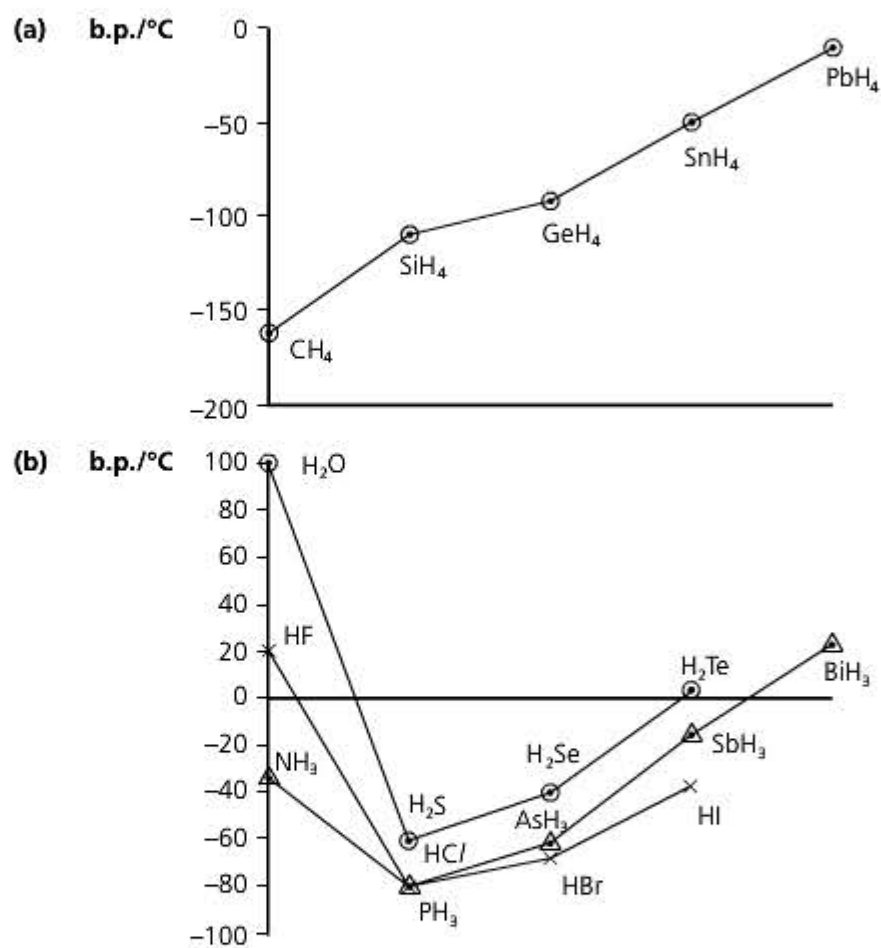 (a) b.p./°C
0
–50
–100
–150
–200
PbH₄
SnH₄
GeH₄
SiH₄
CH₄
(b) b.p./°C
100
80
60
40
20
0
–20
–40
–60
–80
–100
H₂O
HF
NH₃
H₂Te
BiH₃
SbH₃
H₂Se
H₂S
AsH₃
HCl
HI
HBr
PH₃